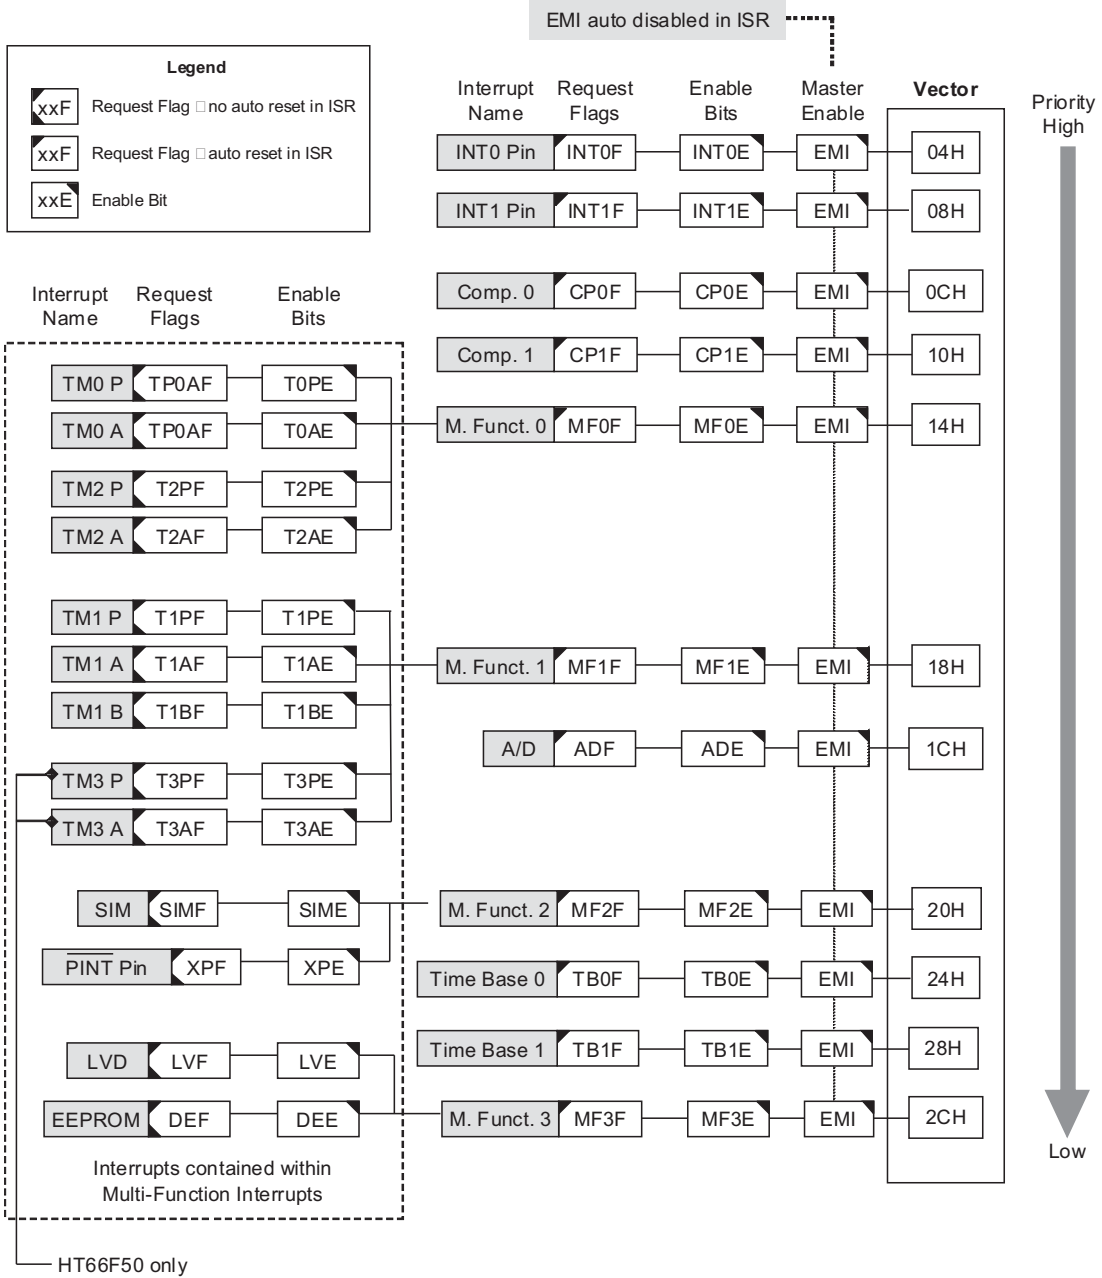 EMI auto disabled in ISR
Legend
xxF Request Flag □ no auto reset in ISR
xxF Request Flag □ auto reset in ISR
xxE Enable Bit
Interrupt Name Request Flags Enable Bits Master Enable Vector
Priority High
INT0 Pin INT0F INT0E EMI 04H
INT1 Pin INT1F INT1E EMI 08H
Comp. 0 CP0F CP0E EMI 0CH
Comp. 1 CP1F CP1E EMI 10H
M. Funct. 0 MF0F MF0E EMI 14H
M. Funct. 1 MF1F MF1E EMI 18H
A/D ADF ADE EMI 1CH
M. Funct. 2 MF2F MF2E EMI 20H
Time Base 0 TB0F TB0E EMI 24H
Time Base 1 TB1F TB1E EMI 28H
M. Funct. 3 MF3F MF3E EMI 2CH
Low
Interrupt Name Request Flags Enable Bits
TM0 P TP0AF T0PE
TM0 A TP0AF T0AE
TM2 P T2PF T2PE
TM2 A T2AF T2AE
TM1 P T1PF T1PE
TM1 A T1AF T1AE
TM1 B T1BF T1BE
TM3 P T3PF T3PE
TM3 A T3AF T3AE
SIM SIMF SIME
PINT Pin XPF XPE
LVD LVF LVE
EEPROM DEF DEE
Interrupts contained within
Multi-Function Interrupts
HT66F50 only